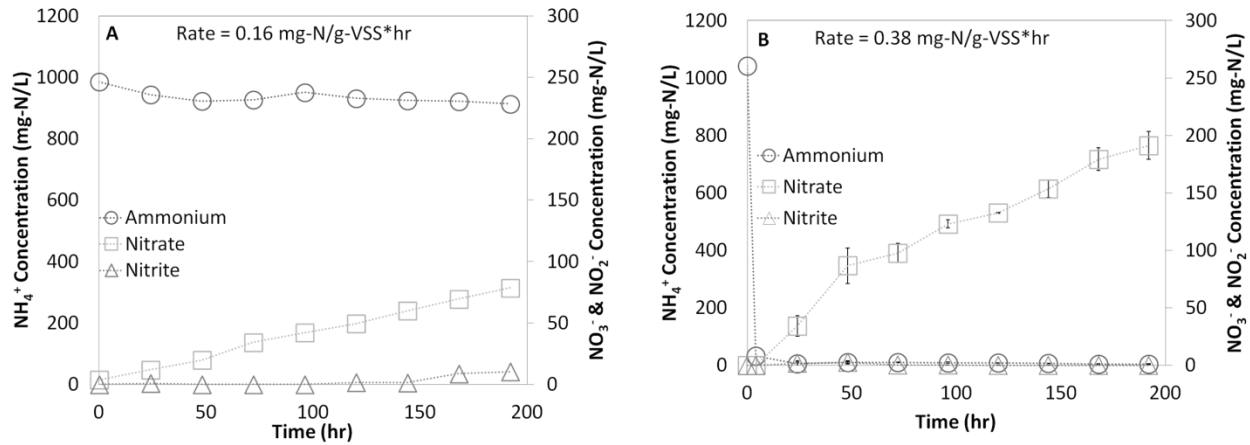 A
Rate = 0.16 mg-N/g-VSS*hr
1200
1000
800
600
400
200
0
NH₄⁺ Concentration (mg-N/L)
300
250
200
150
100
50
0
NO₃⁻ & NO₂⁻ Concentration (mg-N/L)
Ammonium
Nitrate
Nitrite
0
50
100
150
200
Time (hr)
B
Rate = 0.38 mg-N/g-VSS*hr
1200
1000
800
600
400
200
0
NH₄⁺ Concentration (mg-N/L)
300
250
200
150
100
50
0
NO₃⁻ & NO₂⁻ Concentration (mg-N/L)
Ammonium
Nitrate
Nitrite
0
50
100
150
200
Time (hr)